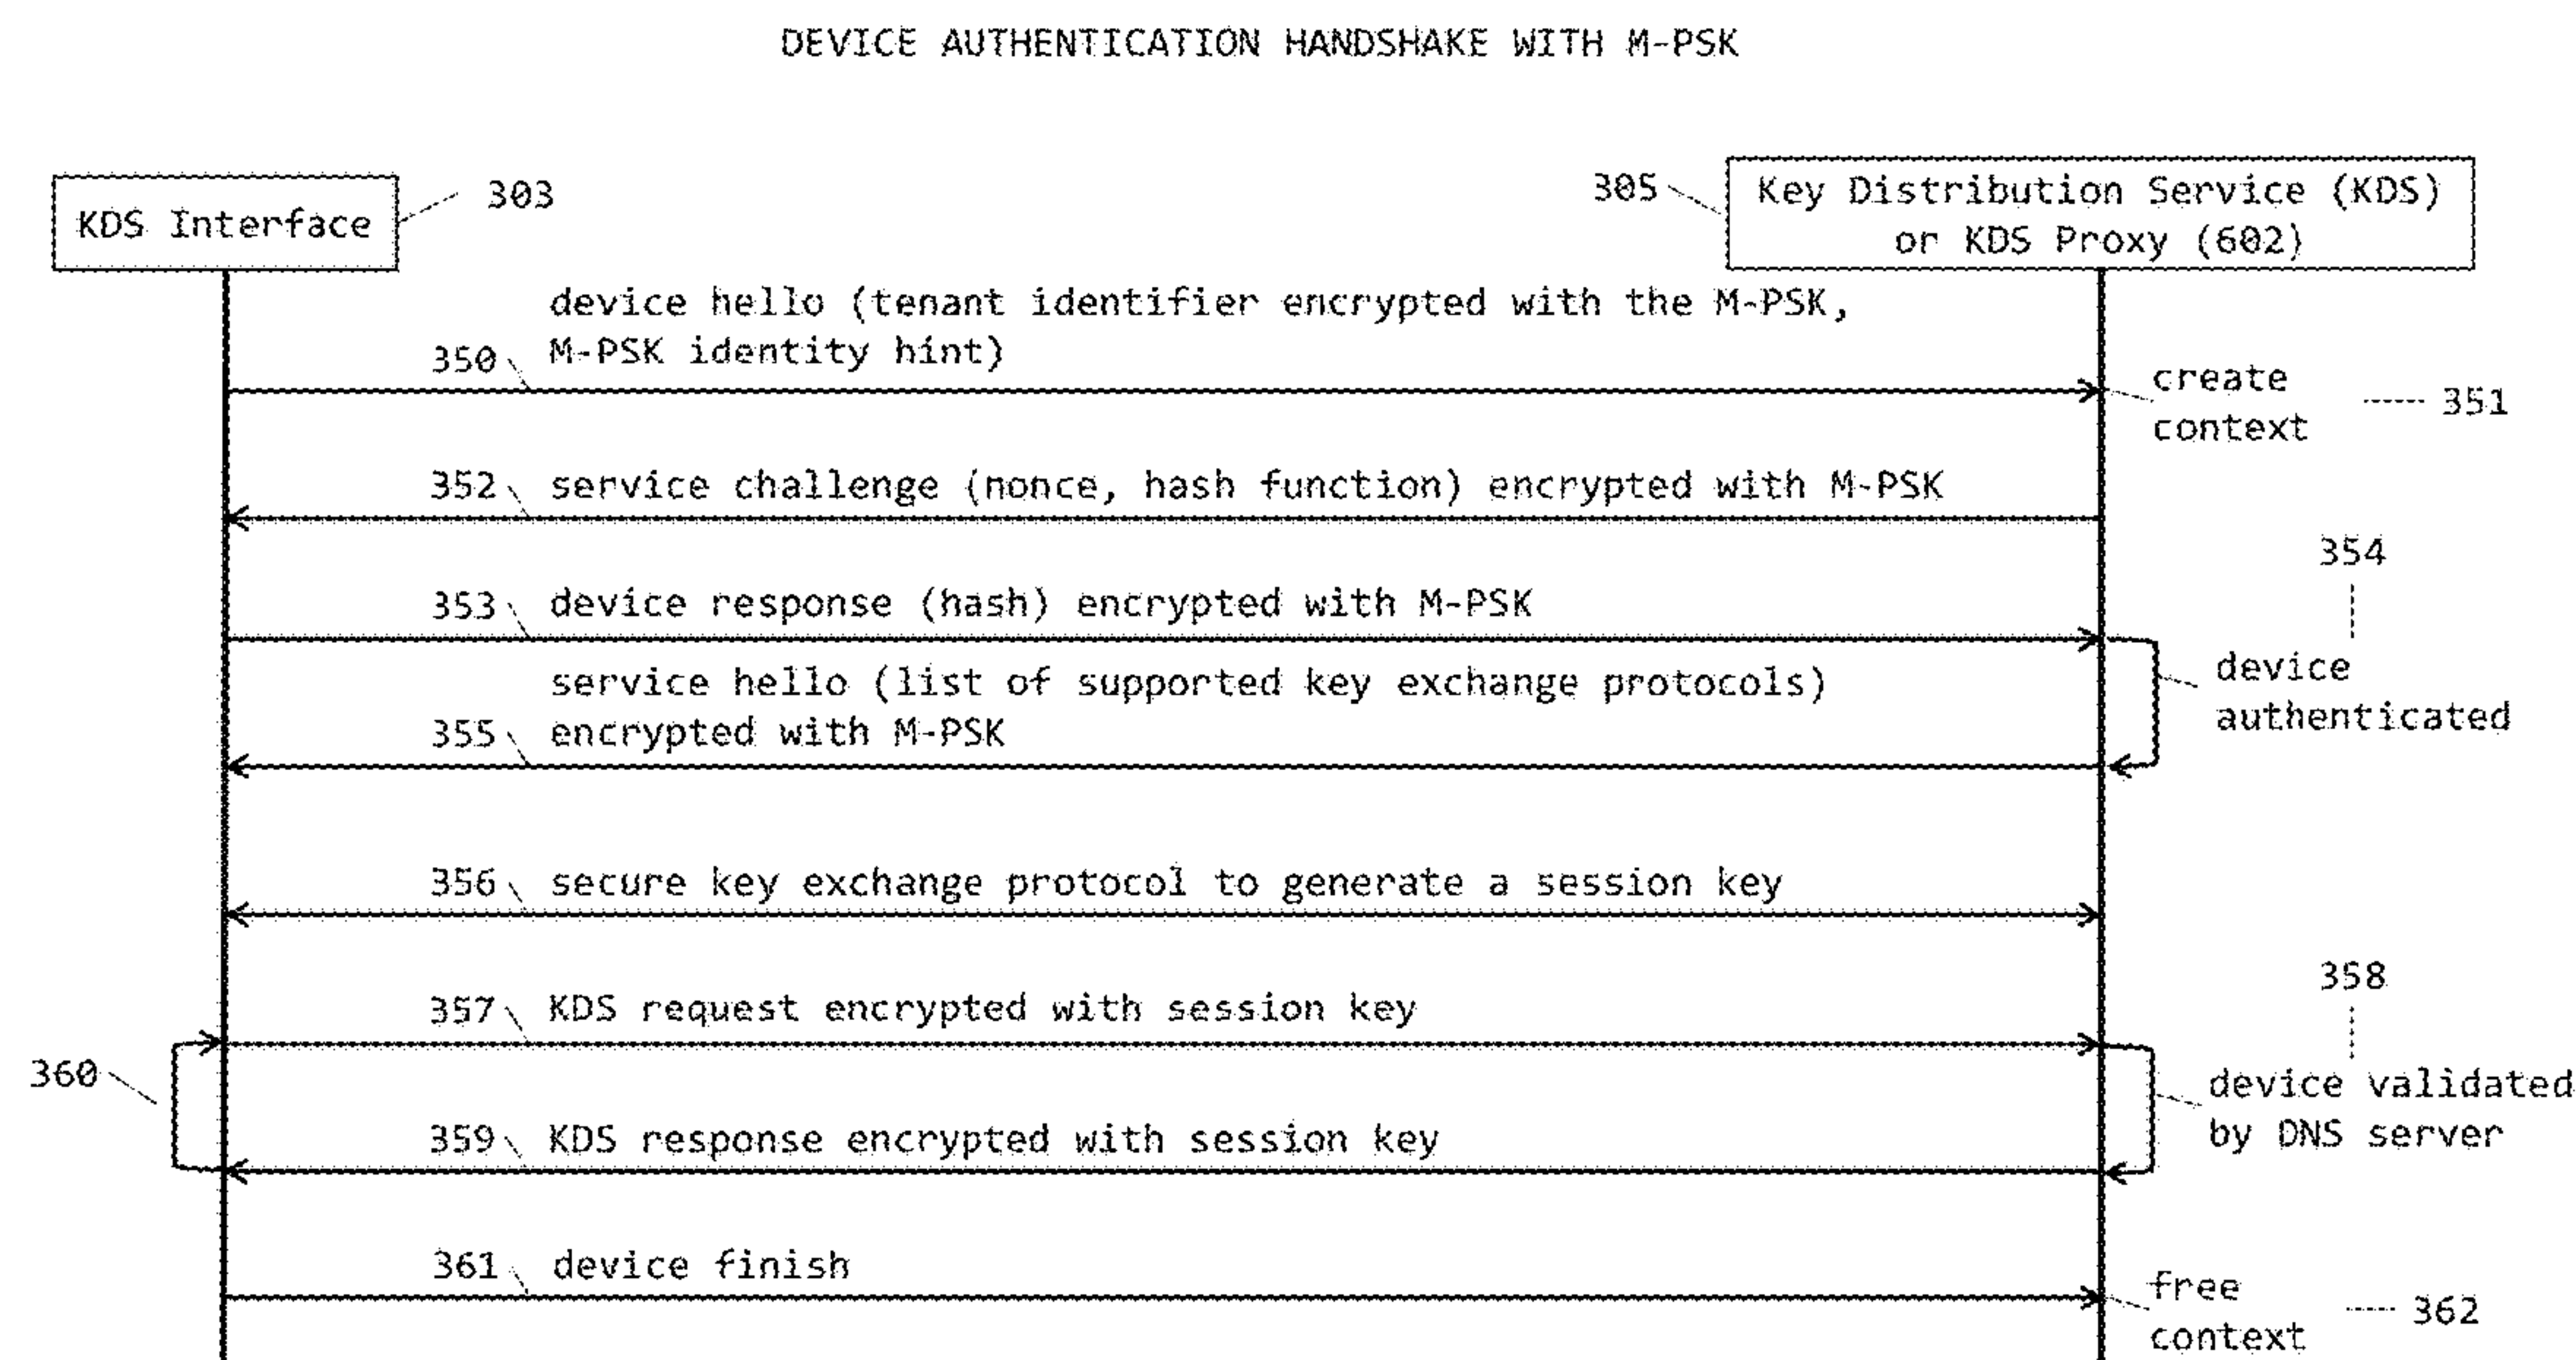 DEVICE AUTHENTICATION HANDSHAKE WITH M-PSK
KDS Interface
303
305
Key Distribution Service (KDS)
or KDS Proxy (602)
device hello (tenant identifier encrypted with the M-PSK,
350 M-PSK identity hint)
create
context
351
352 service challenge (nonce, hash function) encrypted with M-PSK
354
353 device response (hash) encrypted with M-PSK
device
authenticated
service hello (list of supported key exchange protocols)
355 encrypted with M-PSK
356 secure key exchange protocol to generate a session key
358
357 KDS request encrypted with session key
360
device validated
by DNS server
359 KDS response encrypted with session key
361 device finish
free
context
362